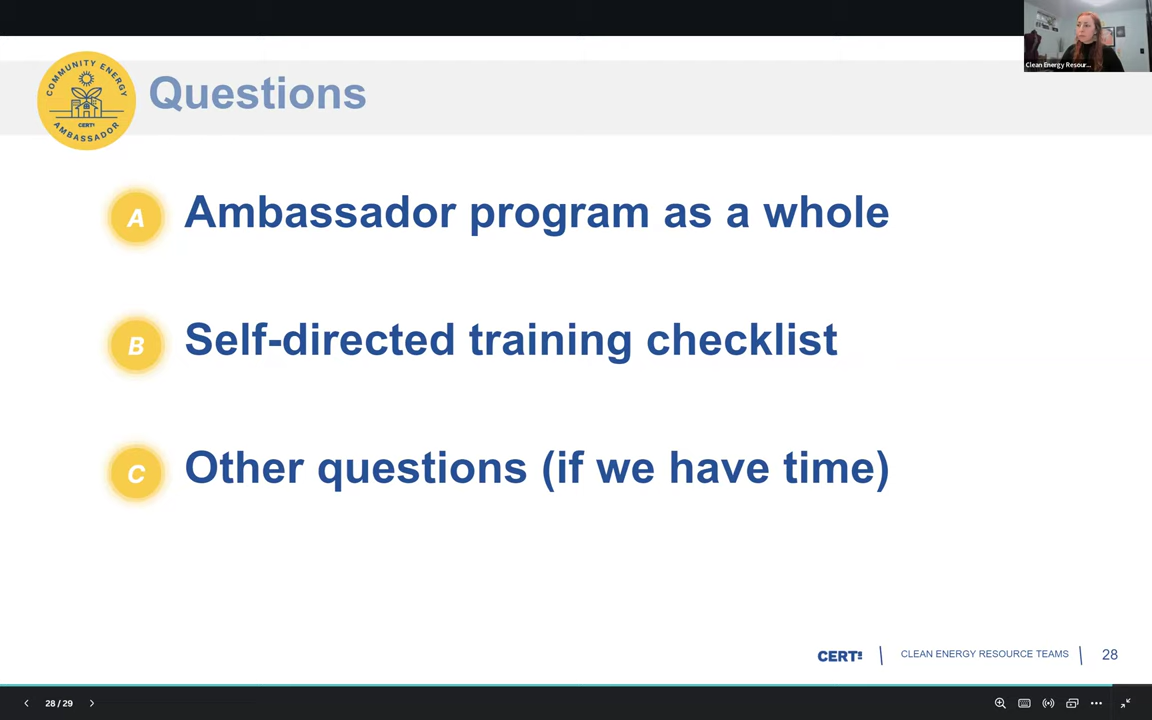 Clean Energy Resour...
COMMUNITY ENERGY
CERTs
AMBASSADOR
Questions
A
Ambassador program as a whole
B
Self-directed training checklist
C
Other questions (if we have time)
CERTs
CLEAN ENERGY RESOURCE TEAMS
28
28 / 29